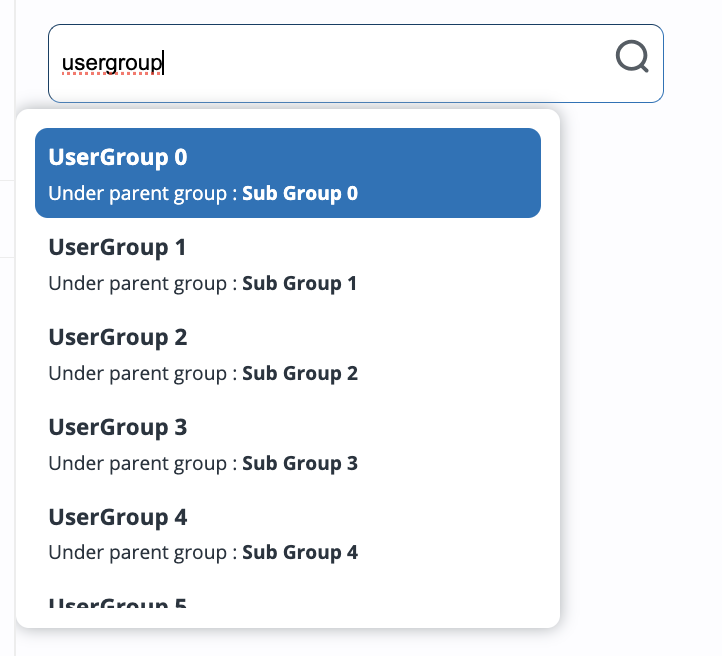 usergroup
UserGroup 0
Under parent group : Sub Group 0
UserGroup 1
Under parent group : Sub Group 1
UserGroup 2
Under parent group : Sub Group 2
UserGroup 3
Under parent group : Sub Group 3
UserGroup 4
Under parent group : Sub Group 4
UserGroup 5